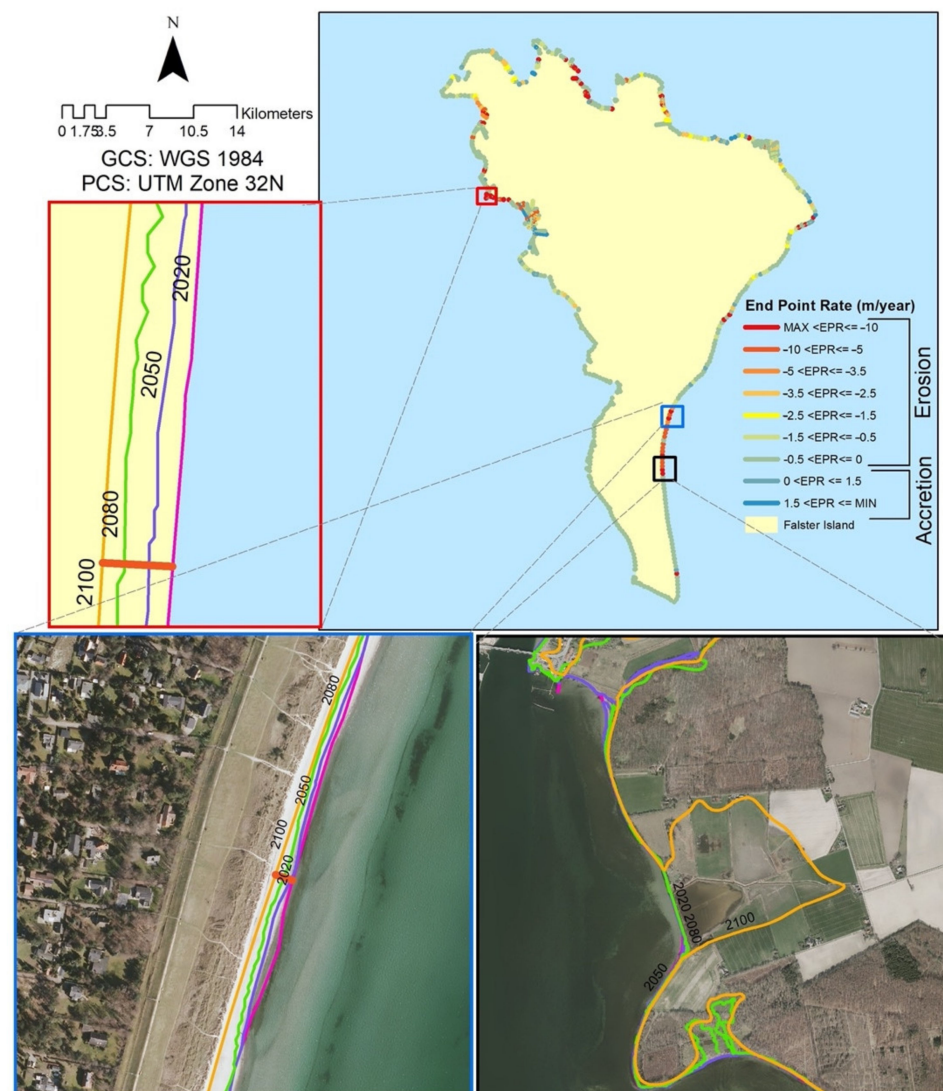 N
Kilometers
0 1.75 3.5 7 10.5 14
GCS: WGS 1984
PCS: UTM Zone 32N
2020
2050
2080
2100
End Point Rate (m/year)
MAX <EPR<= –10
–10 <EPR<= –5
–5 <EPR<= –3.5
–3.5 <EPR<= –2.5
–2.5 <EPR<= –1.5
–1.5 <EPR<= –0.5
-0.5 <EPR<= 0
0 <EPR <= 1.5
1.5 <EPR <= MIN
Falster Island
Erosion
Accretion
2080
2050
2100
2020
2020 2080
2100
2050